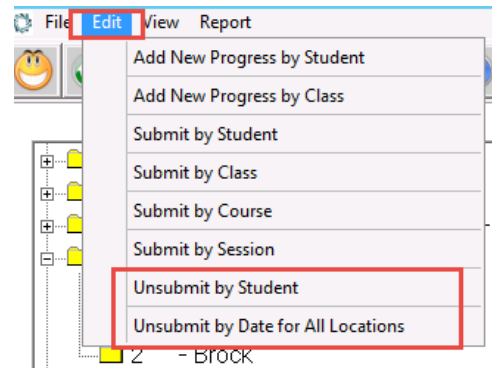 File Edit View Report
Add New Progress by Student
Add New Progress by Class
Submit by Student
Submit by Class
Submit by Course
Submit by Session
Unsubmit by Student
Unsubmit by Date for All Locations
2 - Brock